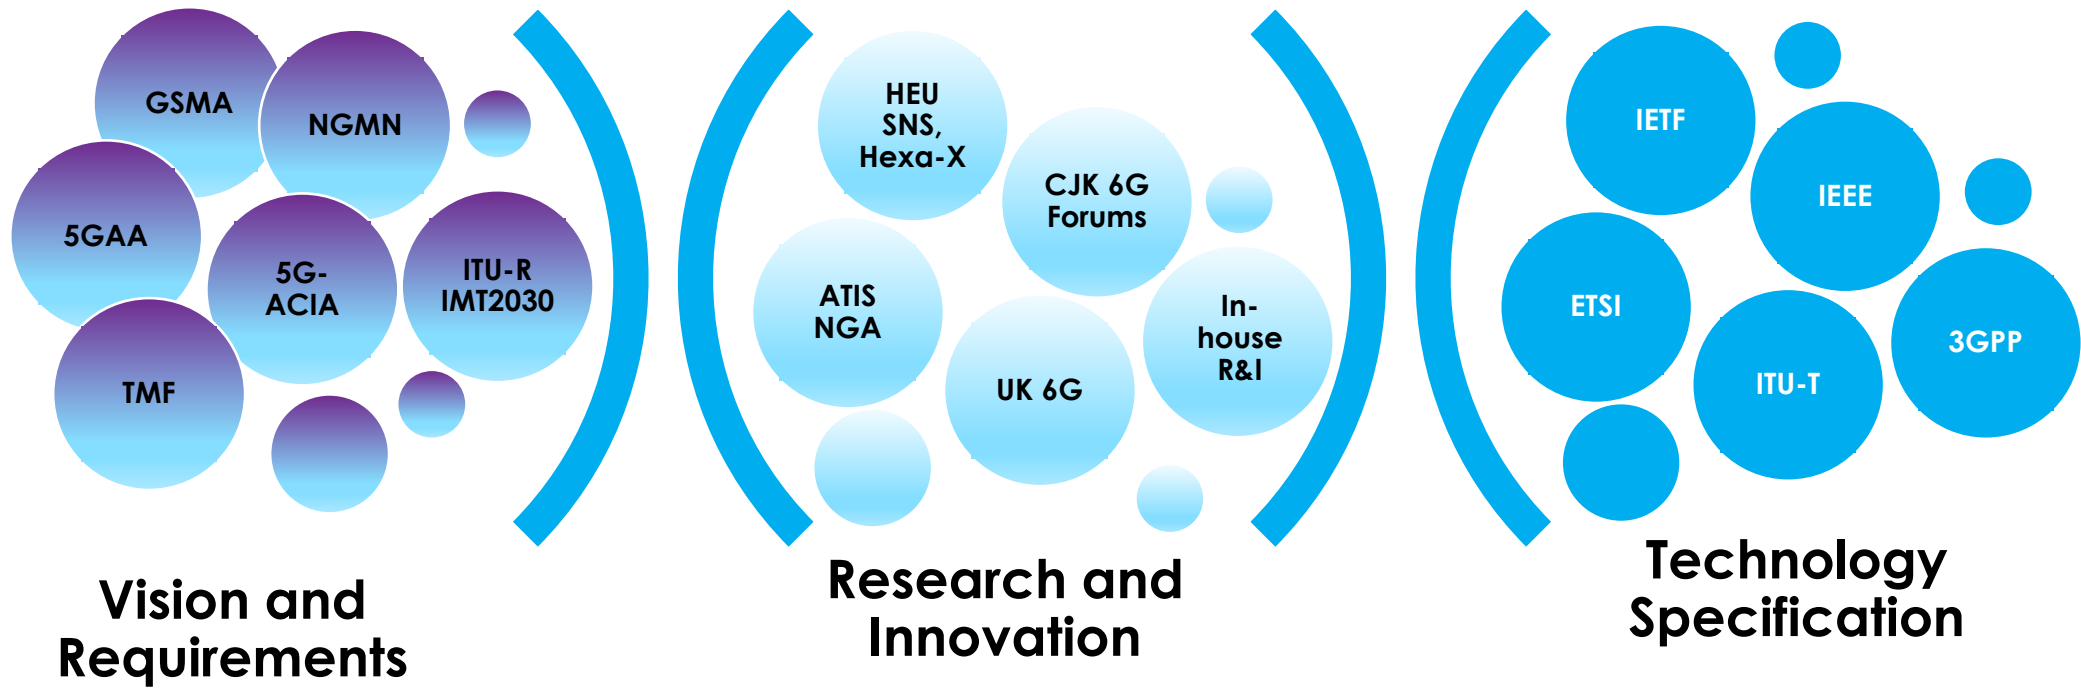 GSMA
NGMN
5GAA
5G-
ACIA
ITU-R
IMT2030
TMF
Vision and
Requirements
HEU
SNS,
Hexa-X
CJK 6G
Forums
ATIS
NGA
In-
house
R&I
UK 6G
Research and
Innovation
IETF
IEEE
ETSI
3GPP
ITU-T
Technology
Specification